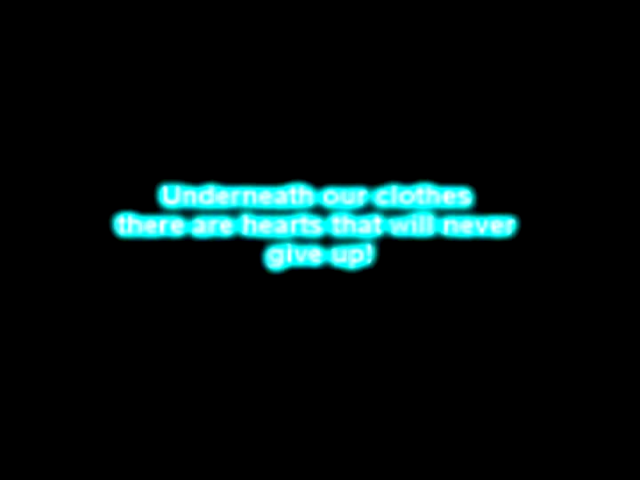 Underneath our clothes
there are hearts that will never
give up!